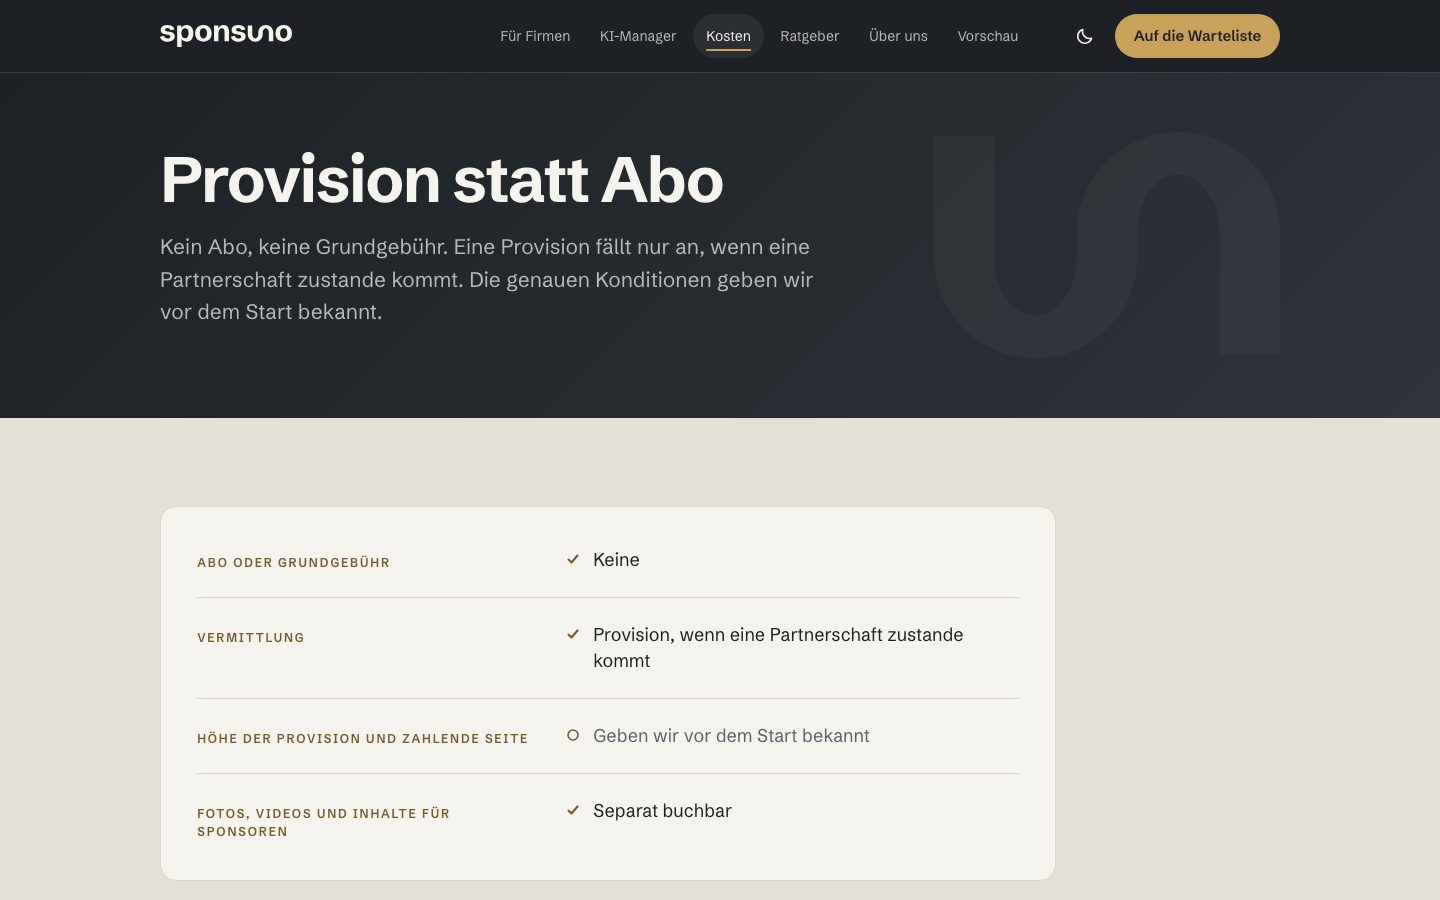 sponsuno
Für Firmen
KI-Manager
Kosten
Ratgeber
Über uns
Vorschau
Auf die Warteliste
Provision statt Abo
Kein Abo, keine Grundgebühr. Eine Provision fällt nur an, wenn eine
Partnerschaft zustande kommt. Die genauen Konditionen geben wir
vor dem Start bekannt.
ABO ODER GRUNDGEBÜHR
Keine
VERMITTLUNG
Provision, wenn eine Partnerschaft zustande
kommt
HÖHE DER PROVISION UND ZAHLENDE SEITE
Geben wir vor dem Start bekannt
FOTOS, VIDEOS UND INHALTE FÜR
SPONSOREN
Separat buchbar